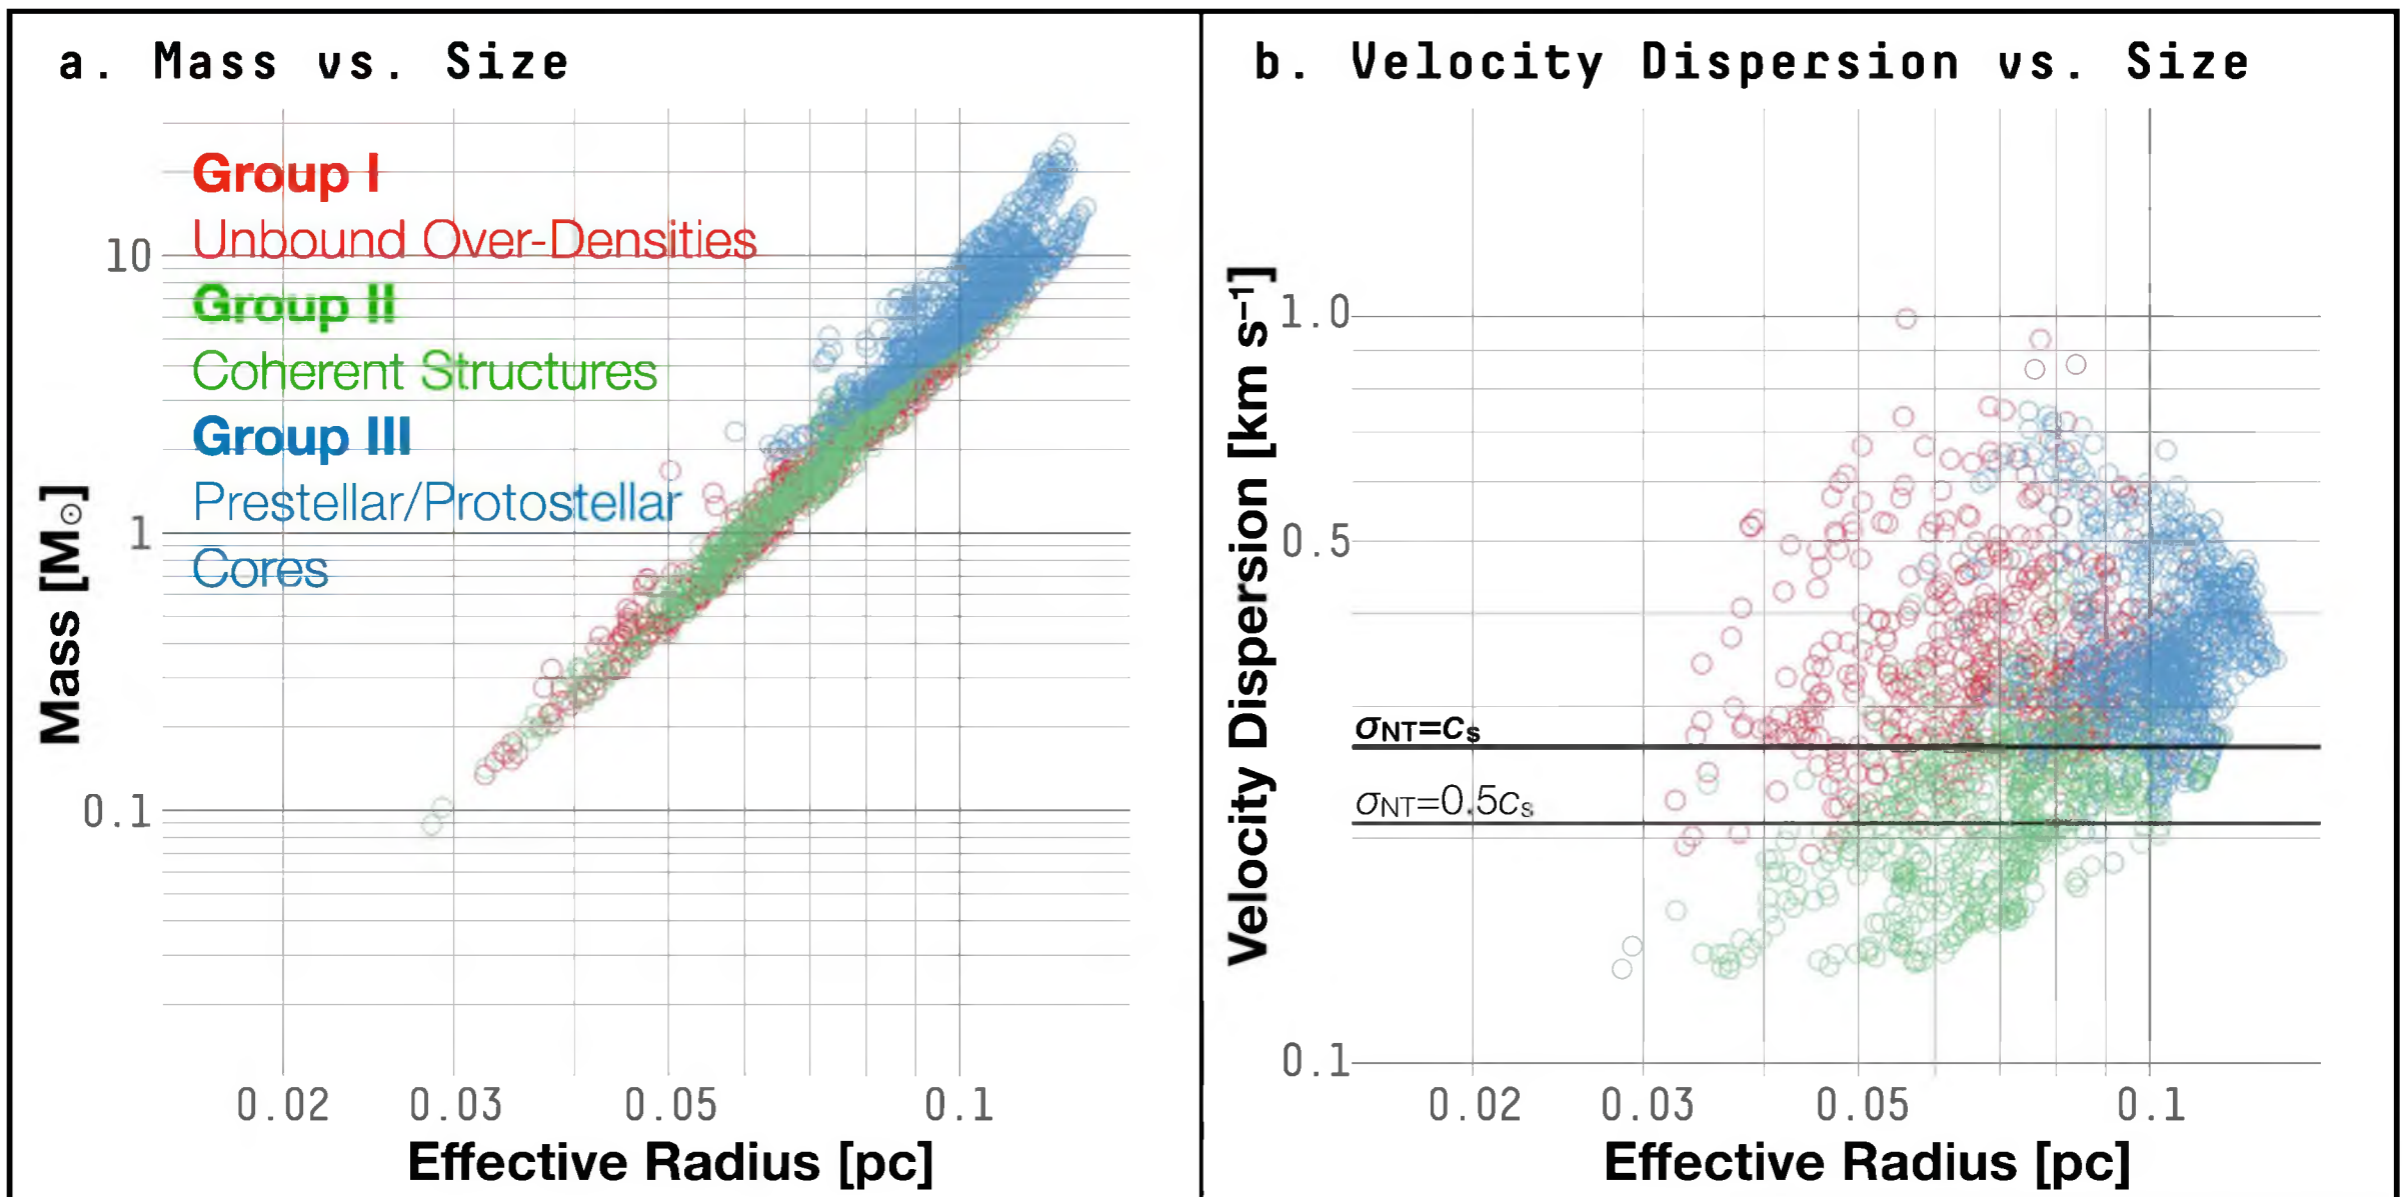 a. Mass vs. Size
Group I
Unbound Over-Densities
Group II
Coherent Structures
Group III
Prestellar/Protostellar
Cores
10
1
0.1
Mass [M⊙]
0.02 0.03 0.05 0.1
Effective Radius [pc]
b. Velocity Dispersion vs. Size
1.0
0.5
0.1
Velocity Dispersion [km s⁻¹]
σNT=cs
σNT=0.5cs
0.02 0.03 0.05 0.1
Effective Radius [pc]